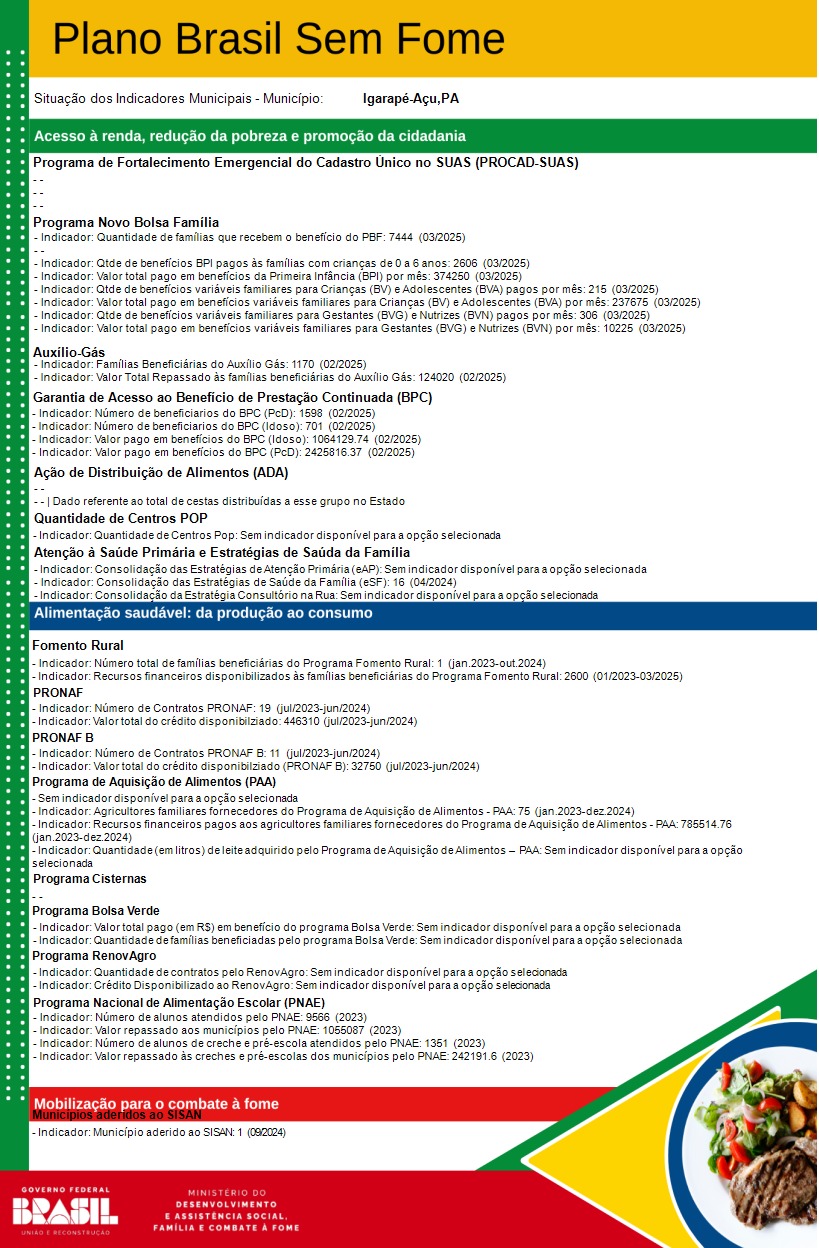 Plano Brasil Sem Fome
Situação dos Indicadores Municipais - Município: Igarapé-Açu,PA
Acesso à renda, redução da pobreza e promoção da cidadania
Programa de Fortalecimento Emergencial do Cadastro Único no SUAS (PROCAD-SUAS)
- -
- -
- -
Programa Novo Bolsa Família
- Indicador: Quantidade de famílias que recebem o benefício do PBF: 7444 (03/2025)
- -
- Indicador: Qtde de benefícios BPI pagos às famílias com crianças de 0 a 6 anos: 2606 (03/2025)
- Indicador: Valor total pago em benefícios da Primeira Infância (BPI) por mês: 374250 (03/2025)
- Indicador: Qtde de benefícios variáveis familiares para Crianças (BV) e Adolescentes (BVA) pagos por mês: 215 (03/2025)
- Indicador: Valor total pago em benefícios variáveis familiares para Crianças (BV) e Adolescentes (BVA) por mês: 237675 (03/2025)
- Indicador: Qtde de benefícios variáveis familiares para Gestantes (BVG) e Nutrizes (BVN) pagos por mês: 306 (03/2025)
- Indicador: Valor total pago em benefícios variáveis familiares para Gestantes (BVG) e Nutrizes (BVN) por mês: 10225 (03/2025)
Auxílio-Gás
- Indicador: Famílias Beneficiárias do Auxílio Gás: 1170 (02/2025)
- Indicador: Valor Total Repassado às famílias beneficiárias do Auxílio Gás: 124020 (02/2025)
Garantia de Acesso ao Benefício de Prestação Continuada (BPC)
- Indicador: Número de beneficiarios do BPC (PcD): 1598 (02/2025)
- Indicador: Número de beneficiarios do BPC (Idoso): 701 (02/2025)
- Indicador: Valor pago em benefícios do BPC (Idoso): 1064129.74 (02/2025)
- Indicador: Valor pago em benefícios do BPC (PcD): 2425816.37 (02/2025)
Ação de Distribuição de Alimentos (ADA)
- -
- - | Dado referente ao total de cestas distribuídas a esse grupo no Estado
Quantidade de Centros POP
- Indicador: Quantidade de Centros Pop: Sem indicador disponível para a opção selecionada
Atenção à Saúde Primária e Estratégias de Saúda da Família
- Indicador: Consolidação das Estratégias de Atenção Primária (eAP): Sem indicador disponível para a opção selecionada
- Indicador: Consolidação das Estratégias de Saúde da Família (eSF): 16 (04/2024)
- Indicador: Consolidação da Estratégia Consultório na Rua: Sem indicador disponível para a opção selecionada
Alimentação saudável: da produção ao consumo
Fomento Rural
- Indicador: Número total de famílias beneficiárias do Programa Fomento Rural: 1 (jan.2023-out.2024)
- Indicador: Recursos financeiros disponibilizados às famílias beneficiárias do Programa Fomento Rural: 2600 (01/2023-03/2025)
PRONAF
- Indicador: Número de Contratos PRONAF: 19 (jul/2023-jun/2024)
- Indicador: Valor total do crédito disponibilziado: 446310 (jul/2023-jun/2024)
PRONAF B
- Indicador: Número de Contratos PRONAF B: 11 (jul/2023-jun/2024)
- Indicador: Valor total do crédito disponibilziado (PRONAF B): 32750 (jul/2023-jun/2024)
Programa de Aquisição de Alimentos (PAA)
- Sem indicador disponível para a opção selecionada
- Indicador: Agricultores familiares fornecedores do Programa de Aquisição de Alimentos - PAA: 75 (jan.2023-dez.2024)
- Indicador: Recursos financeiros pagos aos agricultores familiares fornecedores do Programa de Aquisição de Alimentos - PAA: 785514.76
(jan.2023-dez.2024)
- Indicador: Quantidade (em litros) de leite adquirido pelo Programa de Aquisição de Alimentos – PAA: Sem indicador disponível para a opção
selecionada
Programa Cisternas
- -
Programa Bolsa Verde
- Indicador: Valor total pago (em R$) em benefício do programa Bolsa Verde: Sem indicador disponível para a opção selecionada
- Indicador: Quantidade de famílias beneficiadas pelo programa Bolsa Verde: Sem indicador disponível para a opção selecionada
Programa RenovAgro
- Indicador: Quantidade de contratos pelo RenovAgro: Sem indicador disponível para a opção selecionada
- Indicador: Crédito Disponibilizado ao RenovAgro: Sem indicador disponível para a opção selecionada
Programa Nacional de Alimentação Escolar (PNAE)
- Indicador: Número de alunos atendidos pelo PNAE: 9566 (2023)
- Indicador: Valor repassado aos municípios pelo PNAE: 1055087 (2023)
- Indicador: Número de alunos de creche e pré-escola atendidos pelo PNAE: 1351 (2023)
- Indicador: Valor repassado às creches e pré-escolas dos municípios pelo PNAE: 242191.6 (2023)
Mobilização para o combate à fome
Municípios aderidos ao SISAN
- Indicador: Município aderido ao SISAN: 1 (09/2024)
GOVERNO FEDERAL
BRASIL
UNIÃO E RECONSTRUÇÃO
MINISTÉRIO DO
DESENVOLVIMENTO
E ASSISTÊNCIA SOCIAL,
FAMÍLIA E COMBATE À FOME